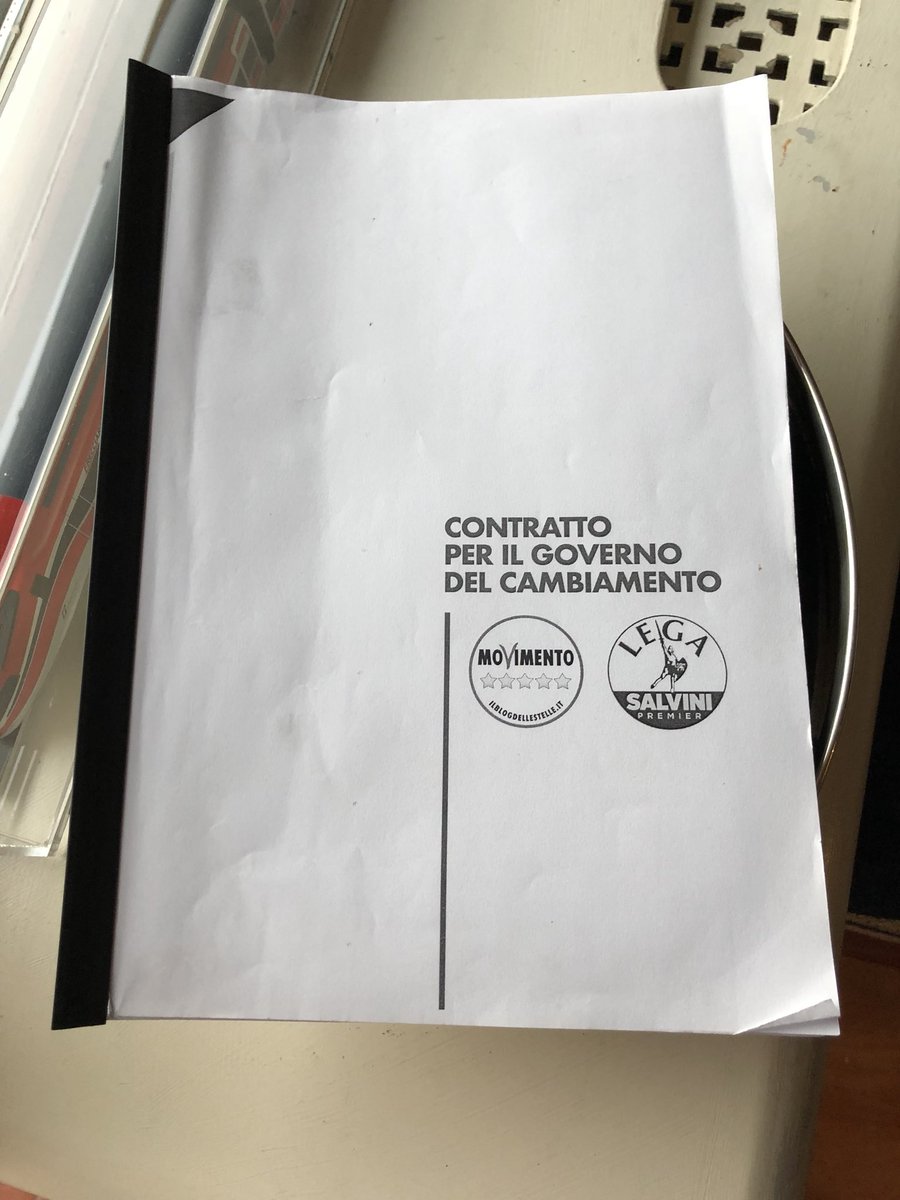 CONTRATTO
PER IL GOVERNO
DEL CAMBIAMENTO
MOVIMENTO
ILBLOGDELLESTELLE.IT
LEGA
SALVINI
PREMIER